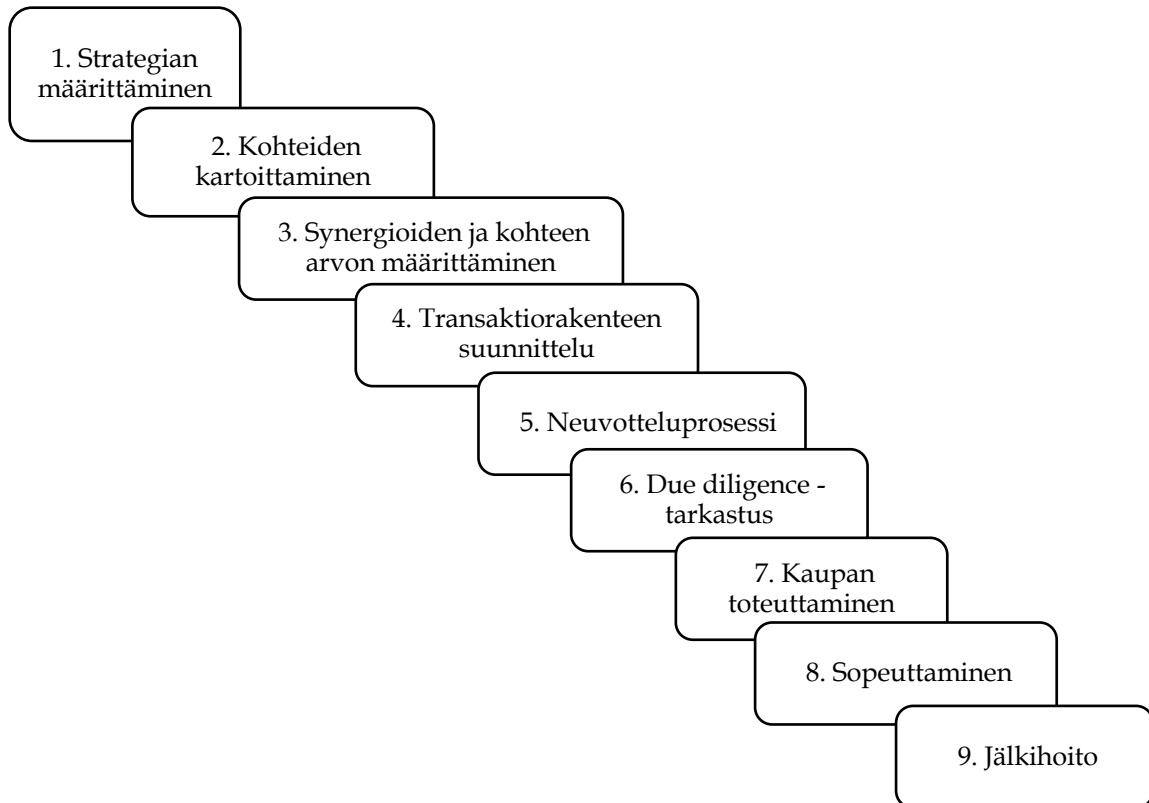 1. Strategian
määrittäminen
2. Kohteiden
kartoittaminen
3. Synergioiden ja kohteen
arvon määrittäminen
4. Transaktiorakenteen
suunnittelu
5. Neuvotteluprosessi
6. Due diligence -
tarkastus
7. Kaupan
toteuttaminen
8. Sopeuttaminen
9. Jälkihoito